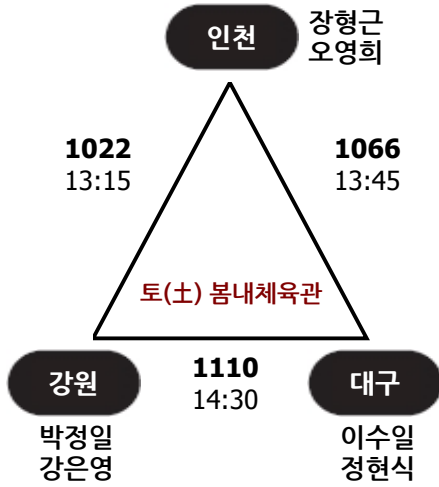 인천
장형근
오영희
1022
13:15
1066
13:45
토(土) 봄내체육관
강원
1110
14:30
대구
박정일
강은영
이수일
정현식